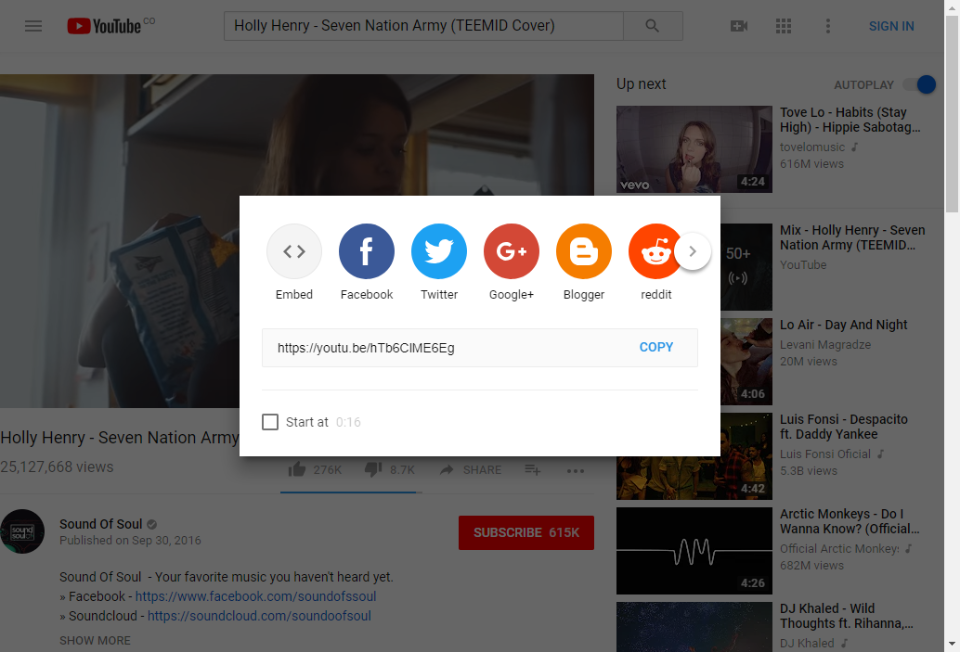 YouTube CO
Holly Henry - Seven Nation Army (TEEMID Cover)
SIGN IN
Up next
AUTOPLAY
Tove Lo - Habits (Stay
High) - Hippie Sabotag...
tovelomusic
616M views
vevo
4:24
Embed
Facebook
Twitter
Google+
Blogger
reddit
https://youtu.be/hTb6CIME6Eg
COPY
Start at 0:16
50+
Mix - Holly Henry - Seven
Nation Army (TEEMID...
YouTube
Lo Air - Day And Night
Levani Magradze
20M views
4:06
Luis Fonsi - Despacito
ft. Daddy Yankee
Luis Fonsi Oficial
5.3B views
4:42
Arctic Monkeys - Do I
Wanna Know? (Official...
Official Arctic Monkeys
682M views
4:26
DJ Khaled - Wild
Thoughts ft. Rihanna,...
DJ Khaled
Holly Henry - Seven Nation Army
25,127,668 views
276K
8.7K
SHARE
sound
soul
Sound Of Soul
Published on Sep 30, 2016
SUBSCRIBE 615K
Sound Of Soul - Your favorite music you haven't heard yet.
» Facebook - https://www.facebook.com/soundofssoul
» Soundcloud - https://soundcloud.com/soundoofsoul
SHOW MORE